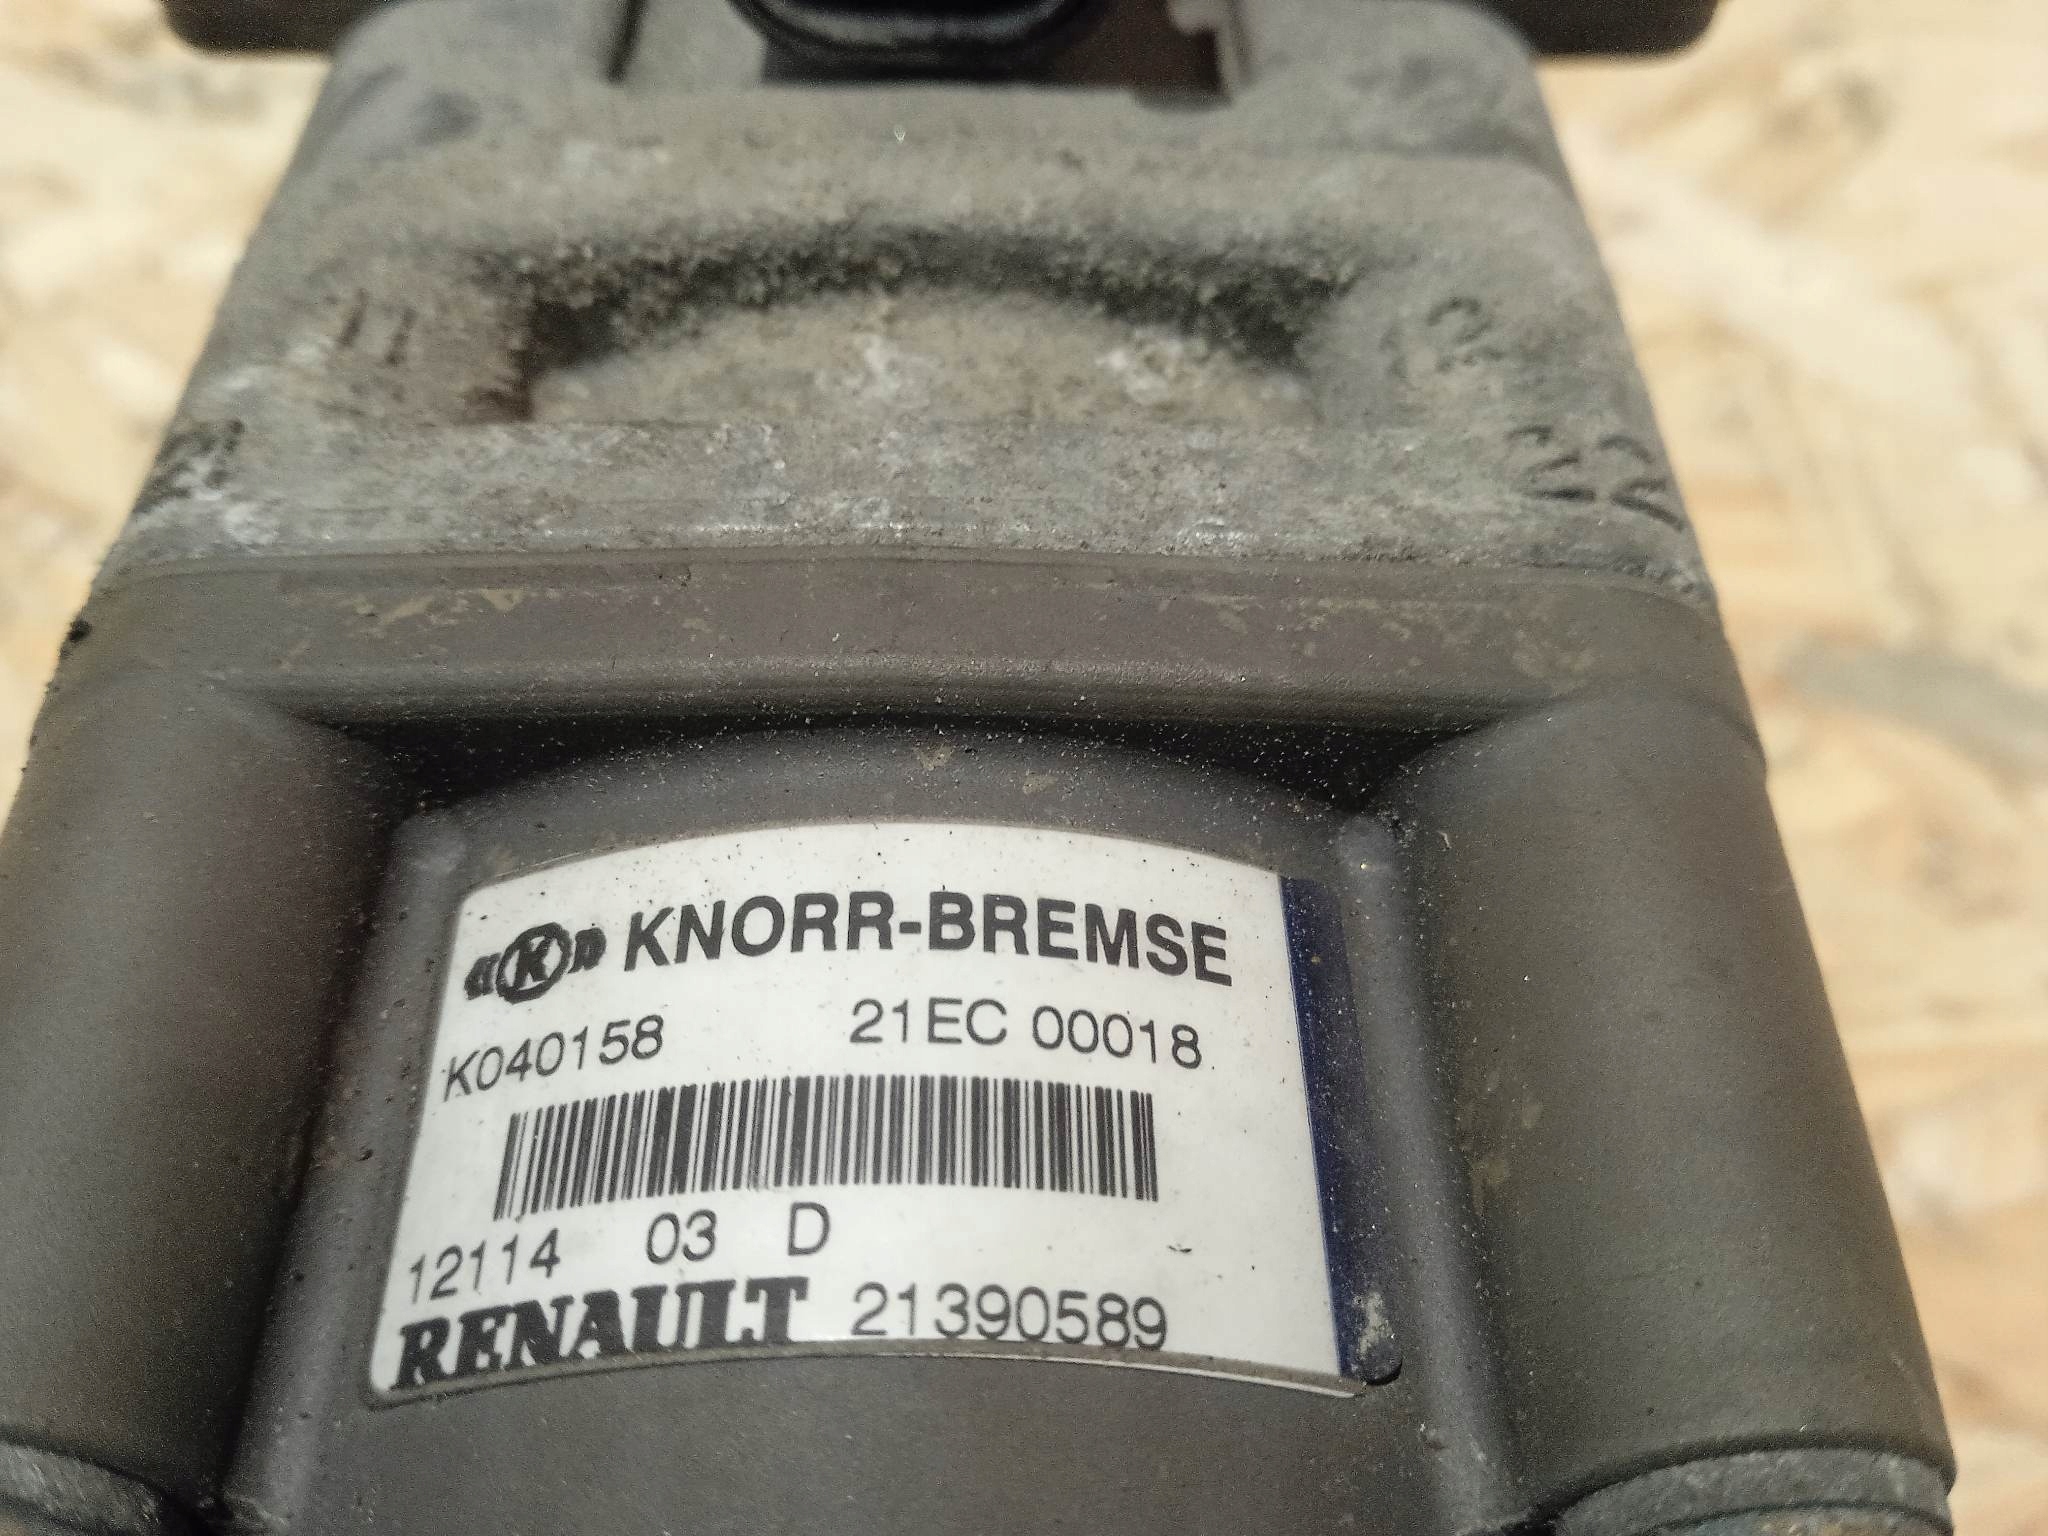 KNORR-BREMSE
K040158 21EC 00018
12114 03 D
RENAULT 21390589